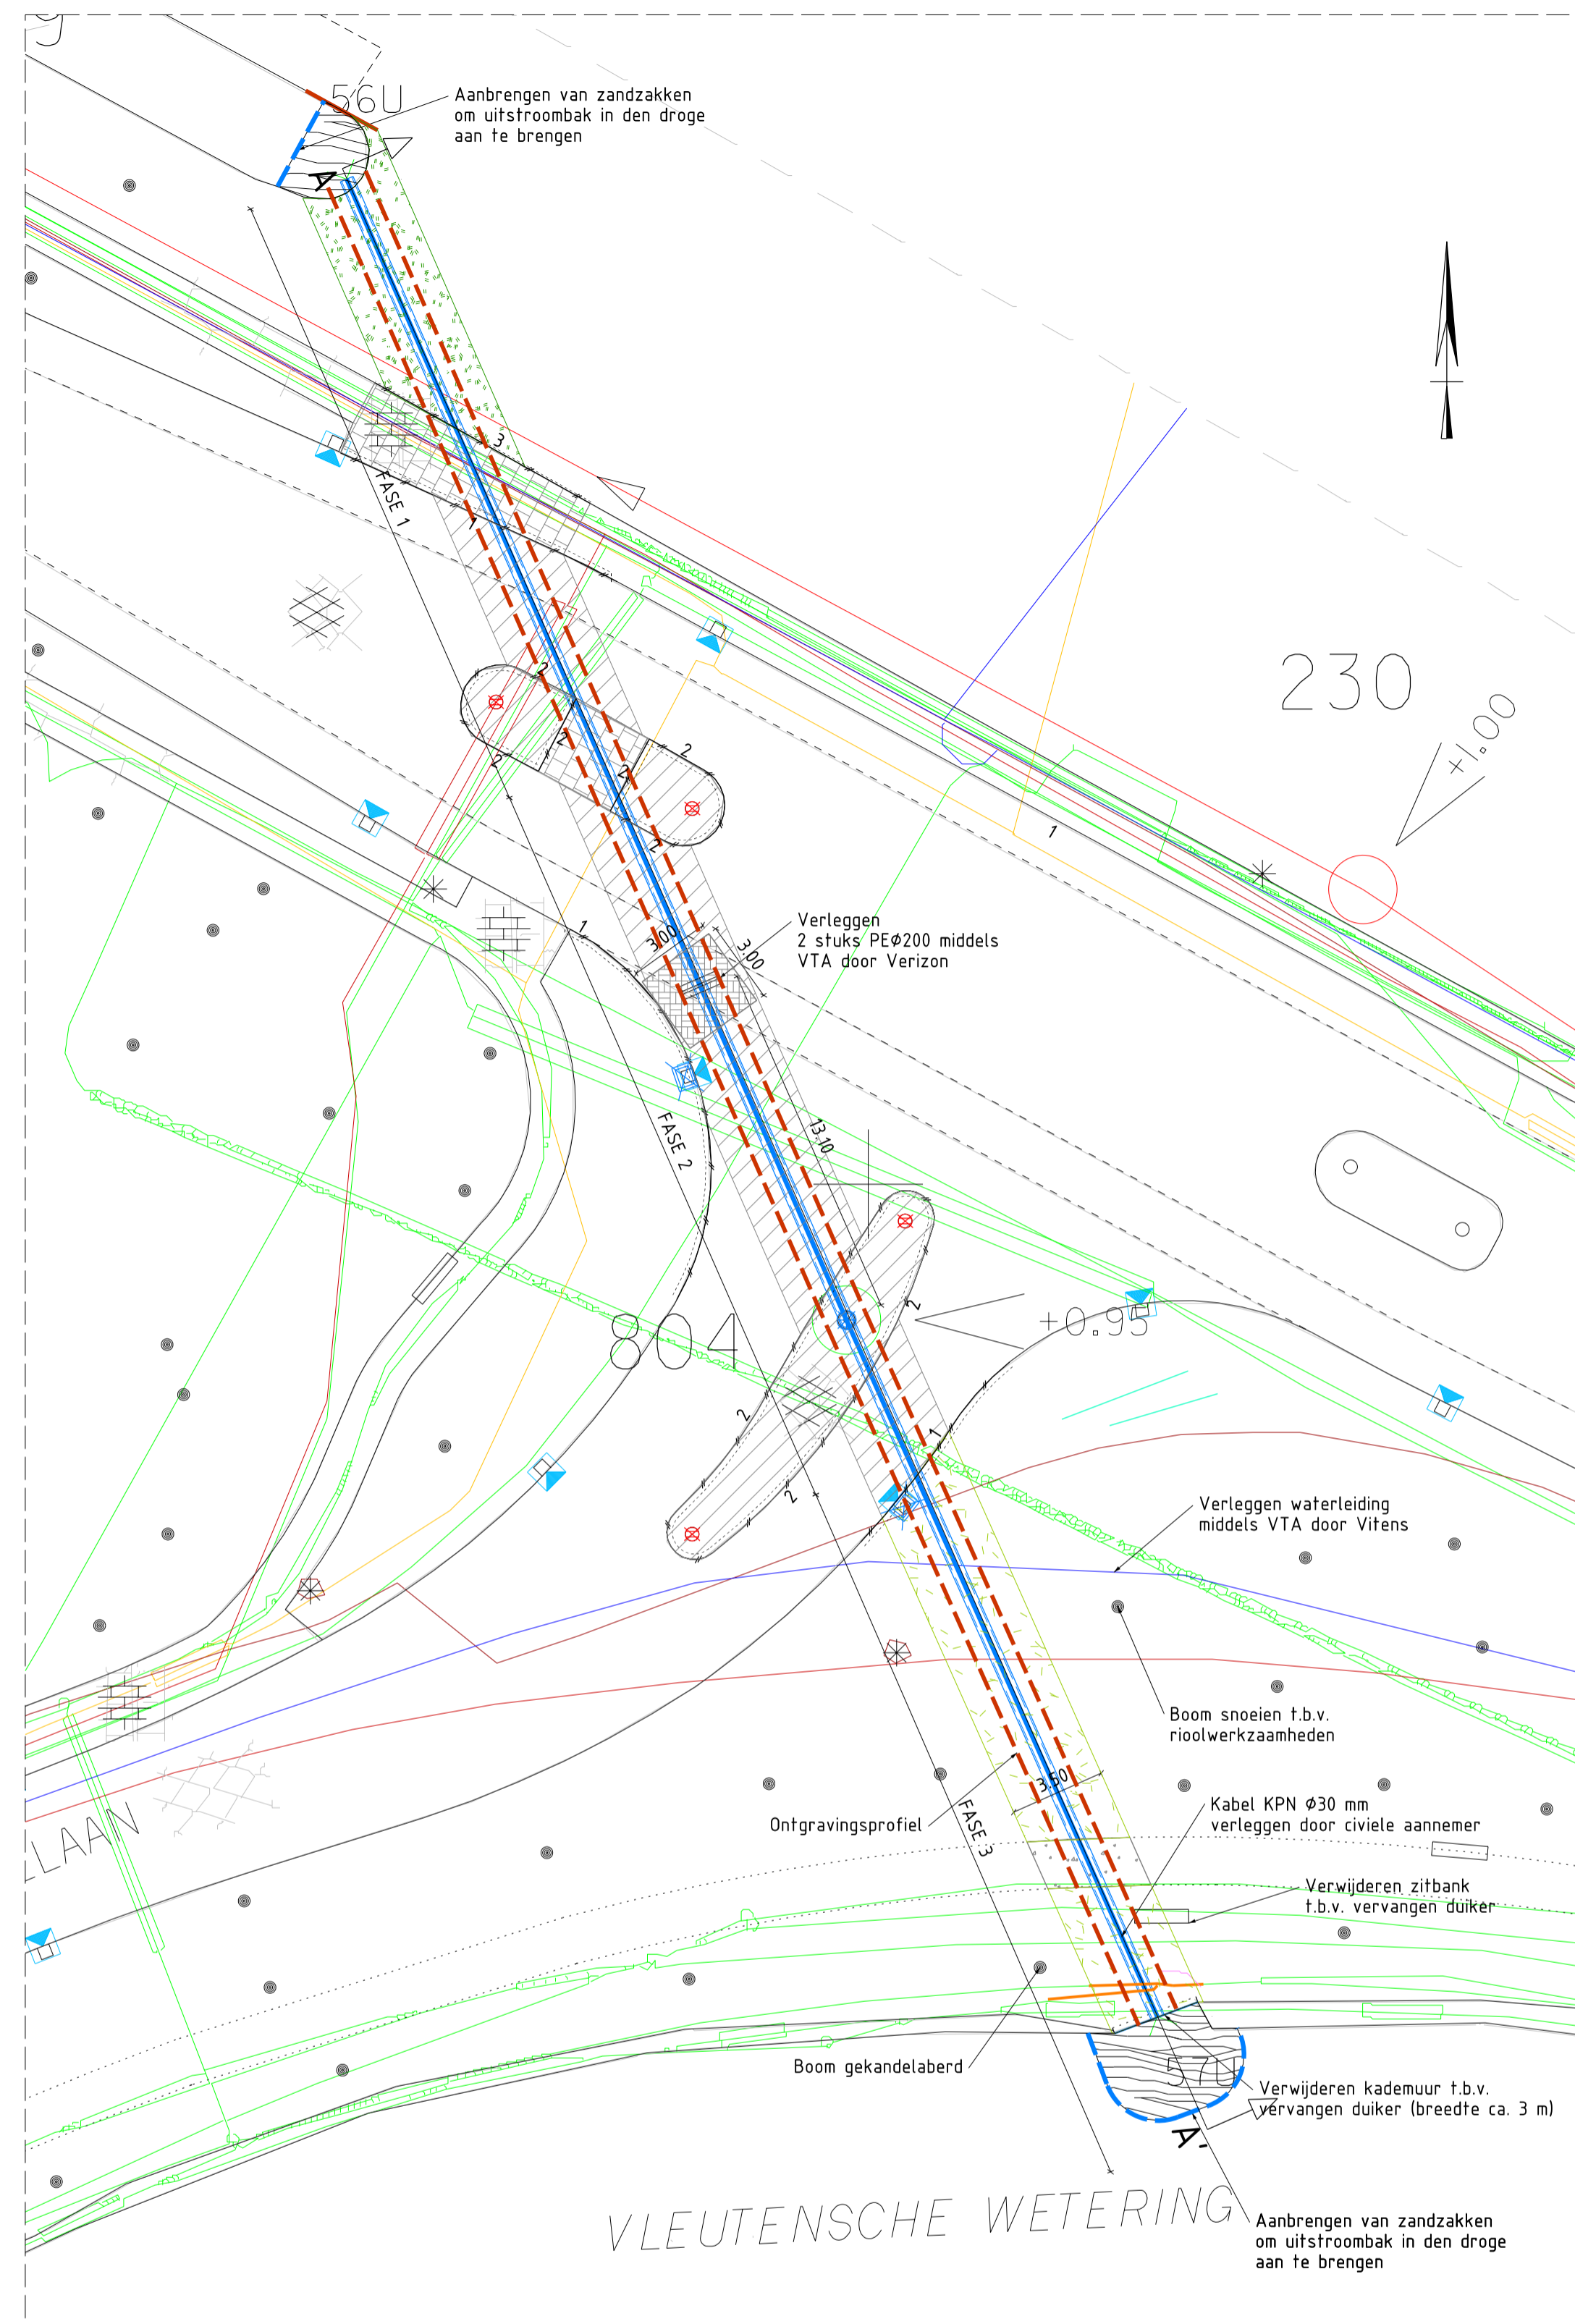 56U
Aanbrengen van zandzakken
om uitstroombak in den droge
aan te brengen
A
3
FASE 1
1
230
+1.00
2
2
2
2
2
2
1
Verleggen
2 stuks PEØ200 middels
VTA door Verizon
1
3.00
3.00
FASE 2
13.10
804
+0.95
2
2
2
1
Verleggen waterleiding
middels VTA door Vitens
Boom snoeien t.b.v.
rioolwerkzaamheden
3.50
Kabel KPN Ø30 mm
verleggen door civiele aannemer
Ontgravingsprofiel
FASE 3
LAAN
Verwijderen zitbank
t.b.v. vervangen duiker
Boom gekandelaberd
57U
Verwijderen kademuur t.b.v.
vervangen duiker (breedte ca. 3 m)
A'
VLEUTENSCHE WETERING
Aanbrengen van zandzakken
om uitstroombak in den droge
aan te brengen